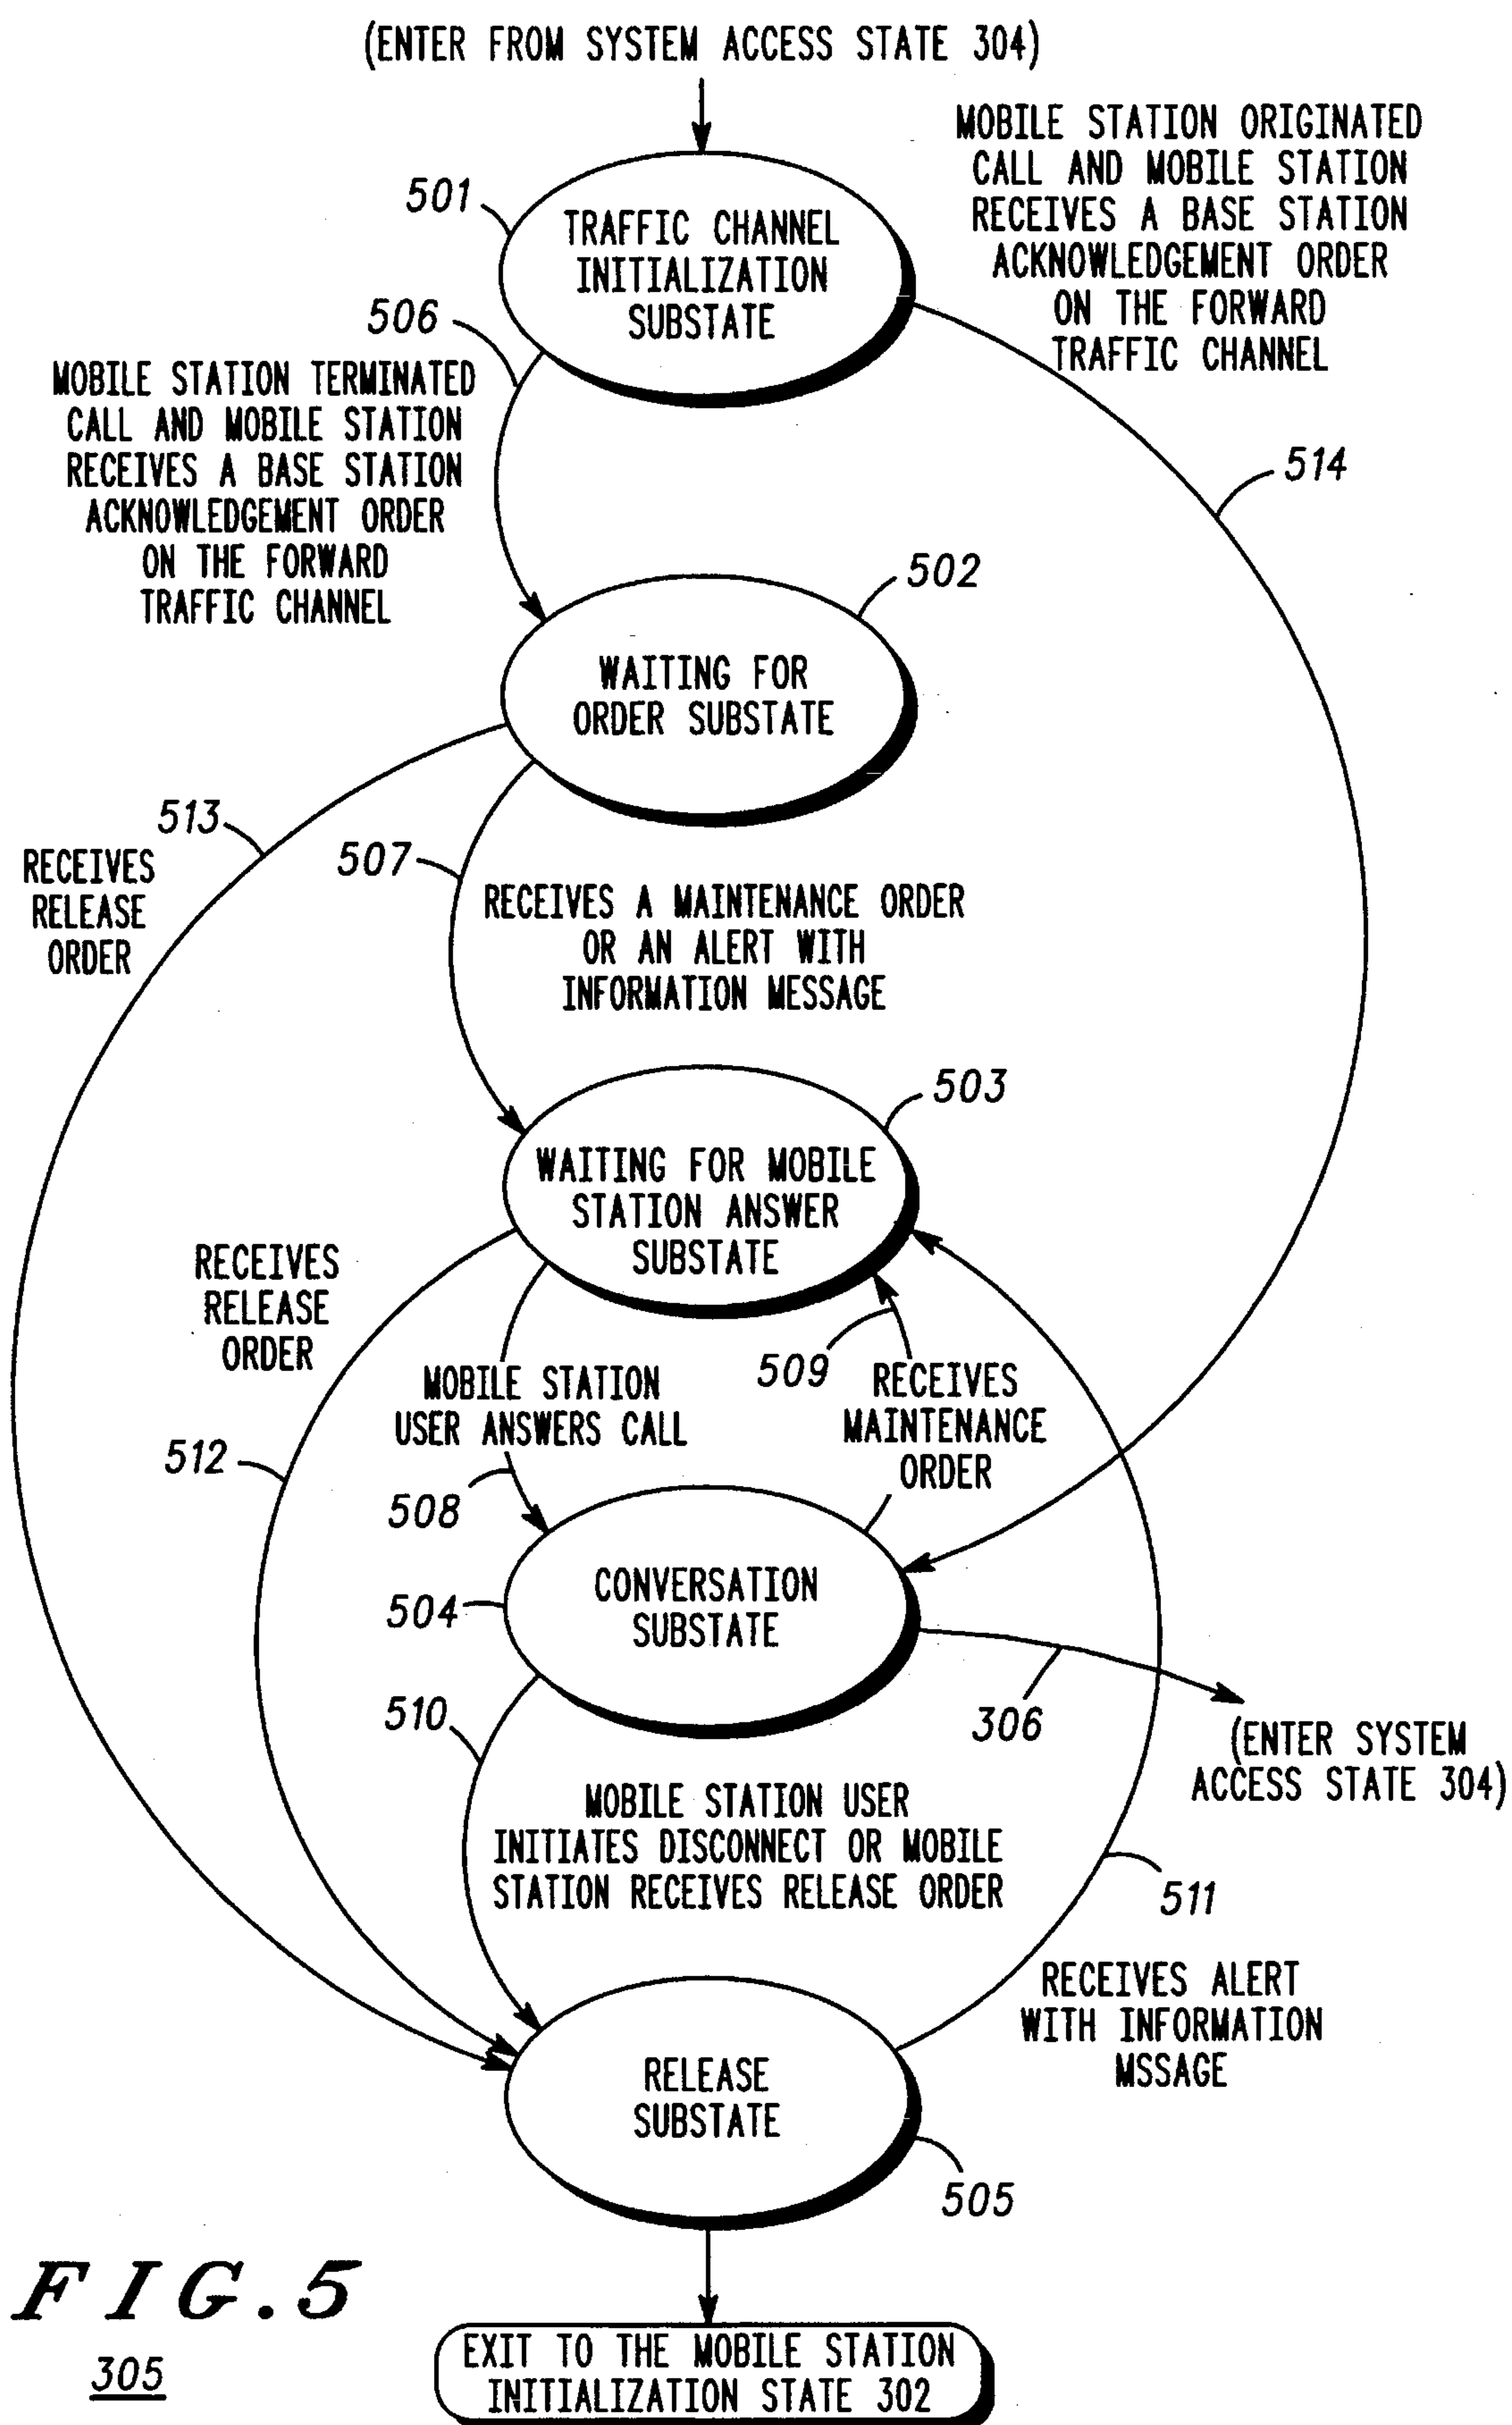 (ENTER FROM SYSTEM ACCESS STATE 304)
MOBILE STATION ORIGINATED
CALL AND MOBILE STATION
RECEIVES A BASE STATION
ACKNOWLEDGEMENT ORDER
ON THE FORWARD
TRAFFIC CHANNEL
501
TRAFFIC CHANNEL
INITIALIZATION
SUBSTATE
506
MOBILE STATION TERMINATED
CALL AND MOBILE STATION
RECEIVES A BASE STATION
ACKNOWLEDGEMENT ORDER
ON THE FORWARD
TRAFFIC CHANNEL
514
502
WAITING FOR
ORDER SUBSTATE
513
RECEIVES
RELEASE
ORDER
507
RECEIVES A MAINTENANCE ORDER
OR AN ALERT WITH
INFORMATION MESSAGE
503
WAITING FOR MOBILE
STATION ANSWER
SUBSTATE
RECEIVES
RELEASE
ORDER
509
MOBILE STATION
USER ANSWERS CALL
RECEIVES
MAINTENANCE
ORDER
512
508
504
CONVERSATION
SUBSTATE
510
306
(ENTER SYSTEM
ACCESS STATE 304)
MOBILE STATION USER
INITIATES DISCONNECT OR MOBILE
STATION RECEIVES RELEASE ORDER
511
RECEIVES ALERT
WITH INFORMATION
MSSAGE
RELEASE
SUBSTATE
505
FIG.5
305
EXIT TO THE MOBILE STATION
INITIALIZATION STATE 302